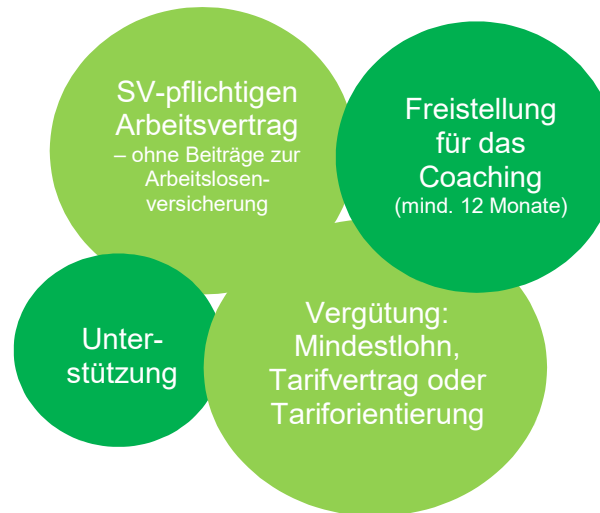 SV-pflichtigen
Arbeitsvertrag
– ohne Beiträge zur
Arbeitslosen-
versicherung
Freistellung
für das
Coaching
(mind. 12 Monate)
Unter-
stützung
Vergütung:
Mindestlohn,
Tarifvertrag oder
Tariforientierung